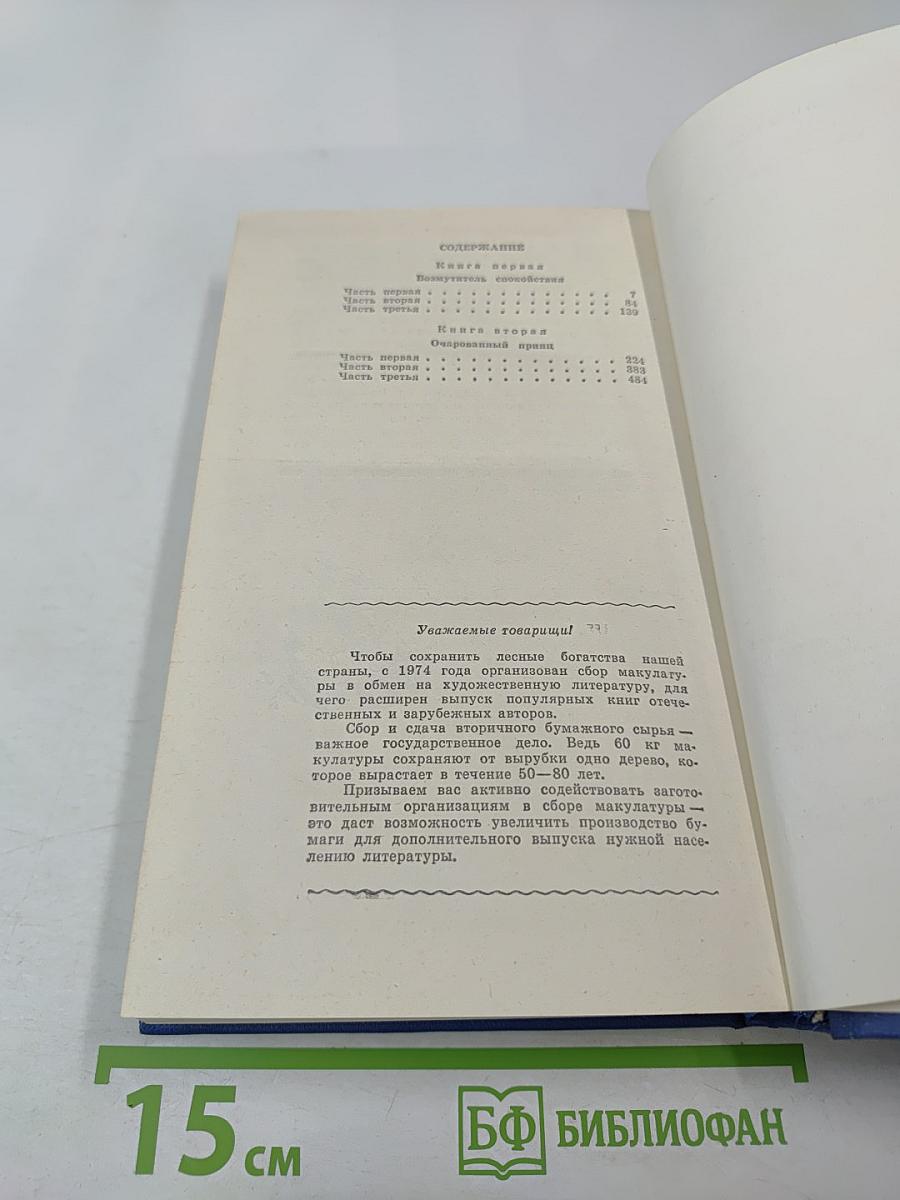 СОДЕРЖАНИЕ
Книга первая
Возмутитель спокойствия
Часть первая . . . . . . . . . . . . . 7
Часть вторая . . . . . . . . . . . . . 84
Часть третья . . . . . . . . . . . . . 139
Книга вторая
Очарованный принц
Часть первая . . . . . . . . . . . . . 224
Часть вторая . . . . . . . . . . . . . 383
Часть третья . . . . . . . . . . . . . 484
Уважаемые товарищи!
Чтобы сохранить лесные богатства нашей
страны, с 1974 года организован сбор макулату-
ры в обмен на художественную литературу, для
чего расширен выпуск популярных книг отече-
ственных и зарубежных авторов.
Сбор и сдача вторичного бумажного сырья —
важное государственное дело. Ведь 60 кг ма-
кулатуры сохраняют от вырубки одно дерево, ко-
торое вырастает в течение 50—80 лет.
Призываем вас активно содействовать загото-
вительным организациям в сборе макулатуры —
это даст возможность увеличить производство бу-
маги для дополнительного выпуска нужной насе-
лению литературы.
15 см
БФ БИБЛИОФАН